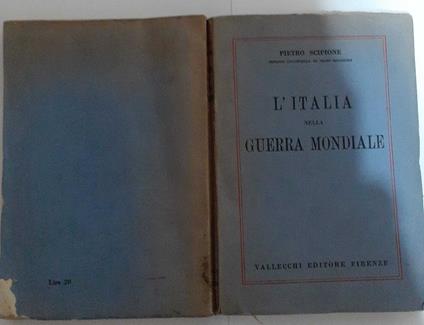 PIETRO SCIPIONE
L'ITALIA
NELLA
GUERRA MONDIALE
VALLECCHI EDITORE FIRENZE
Lire 20